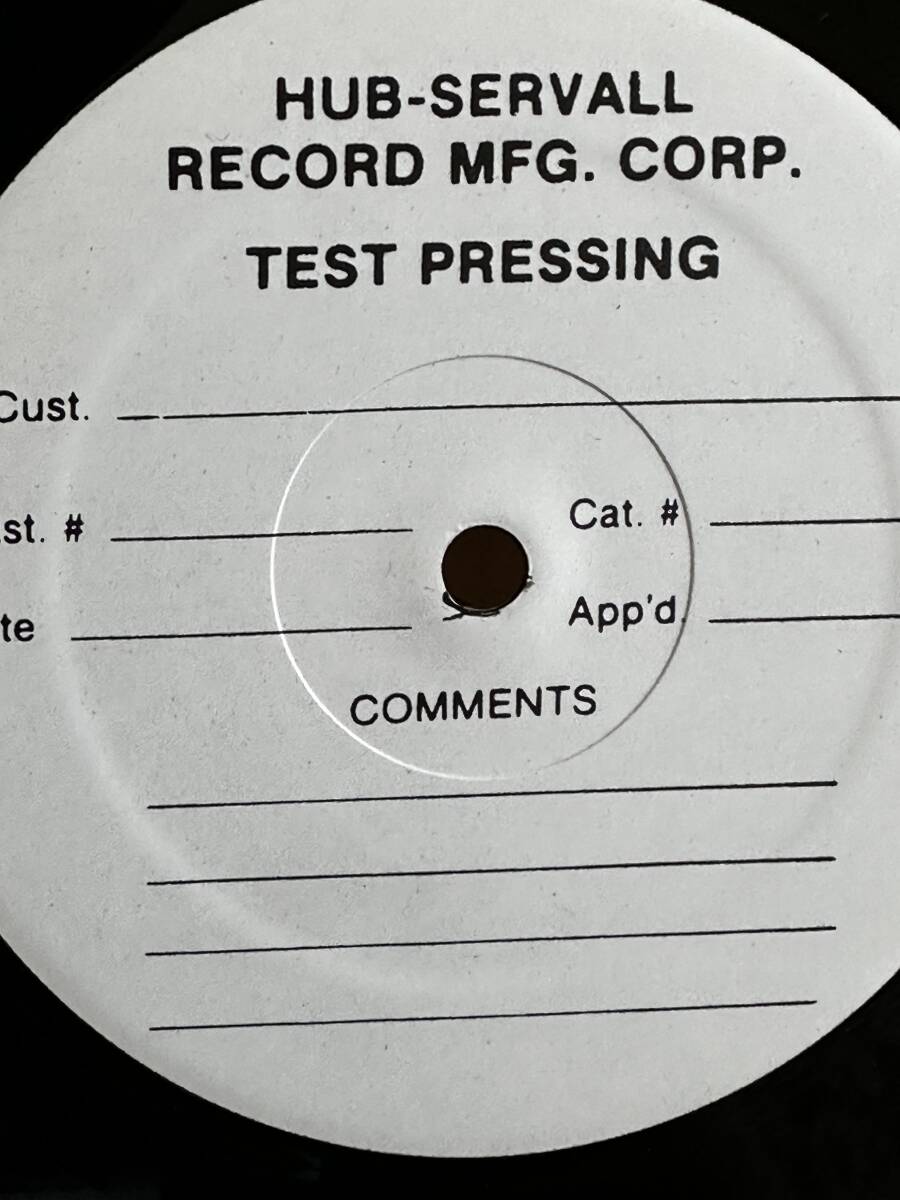 HUB-SERVALL
RECORD MFG. CORP.
TEST PRESSING
Cust.
st. # Cat. #
te App'd.
COMMENTS